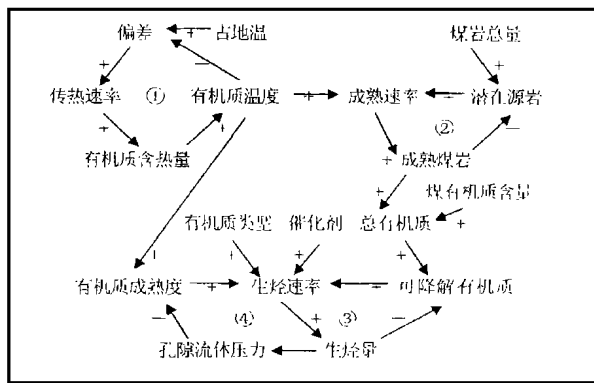 偏差 + 占地温 煤岩总量
+ − +
传热速率 ① 有机质温度 + 成熟速率 + 潜在源岩
+ + ② −
有机质含热量 + 成熟煤岩
+ 煤有机质含量
有机质类型 催化剂 总有机质 +
+ + + +
有机质成熟度 + 生烃速率 + 可降解有机质
− ④ + ③ −
孔隙流体压力 生烃量